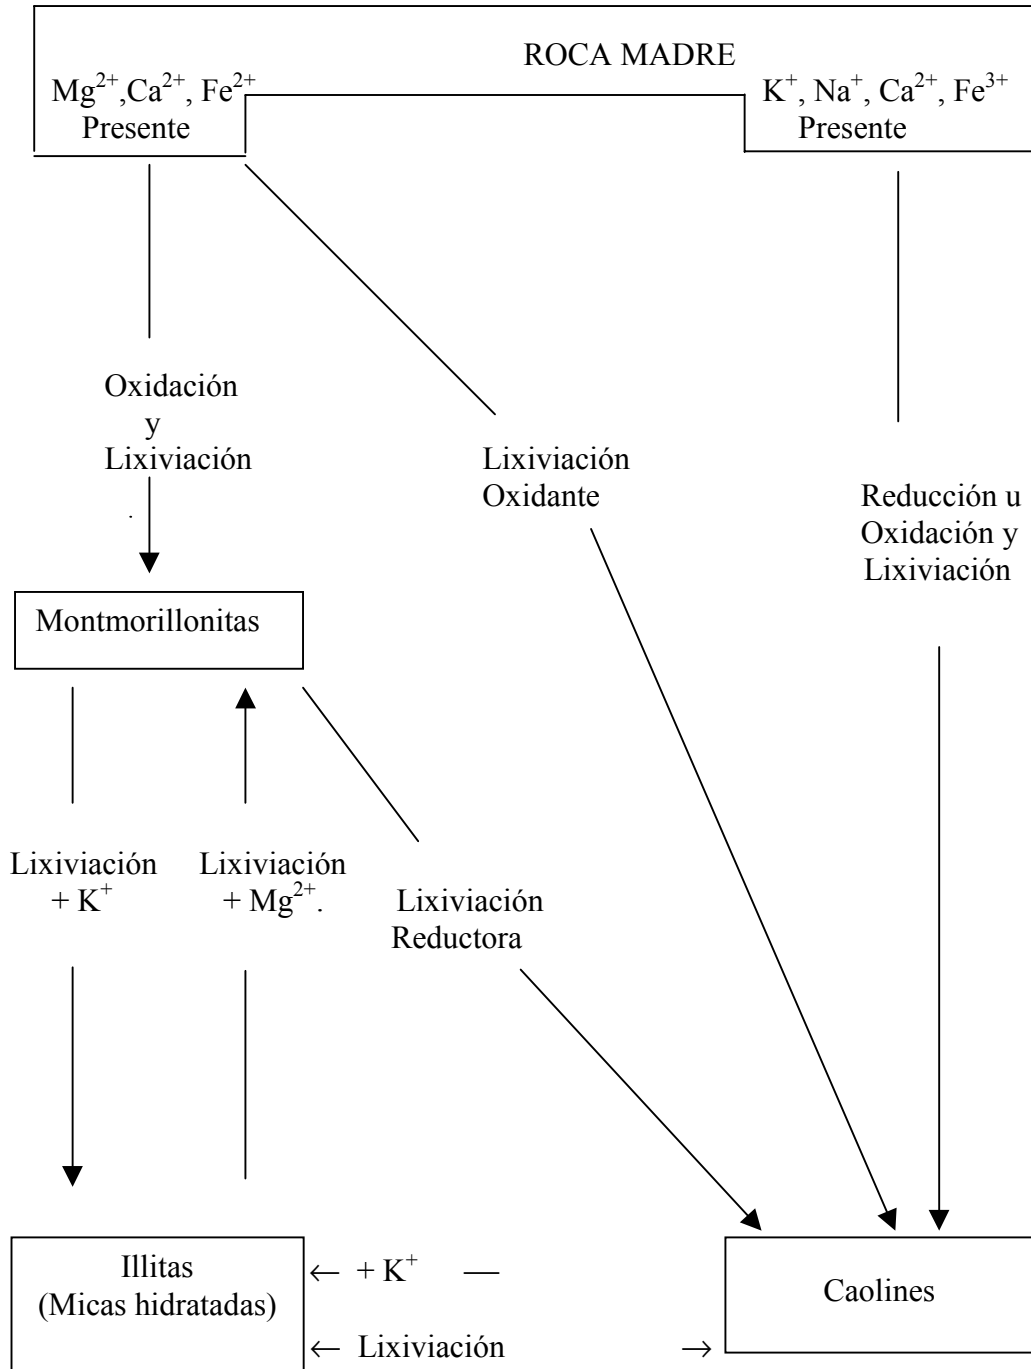 ROCA MADRE
Mg²⁺,Ca²⁺, Fe²⁺
Presente
K⁺, Na⁺, Ca²⁺, Fe³⁺
Presente
Oxidación
y
Lixiviación
.
Lixiviación
Oxidante
Reducción u
Oxidación y
Lixiviación
Montmorillonitas
Lixiviación
+ K⁺
Lixiviación
+ Mg²⁺.
Lixiviación
Reductora
Illitas
(Micas hidratadas)
← + K⁺ —
← Lixiviación →
Caolines